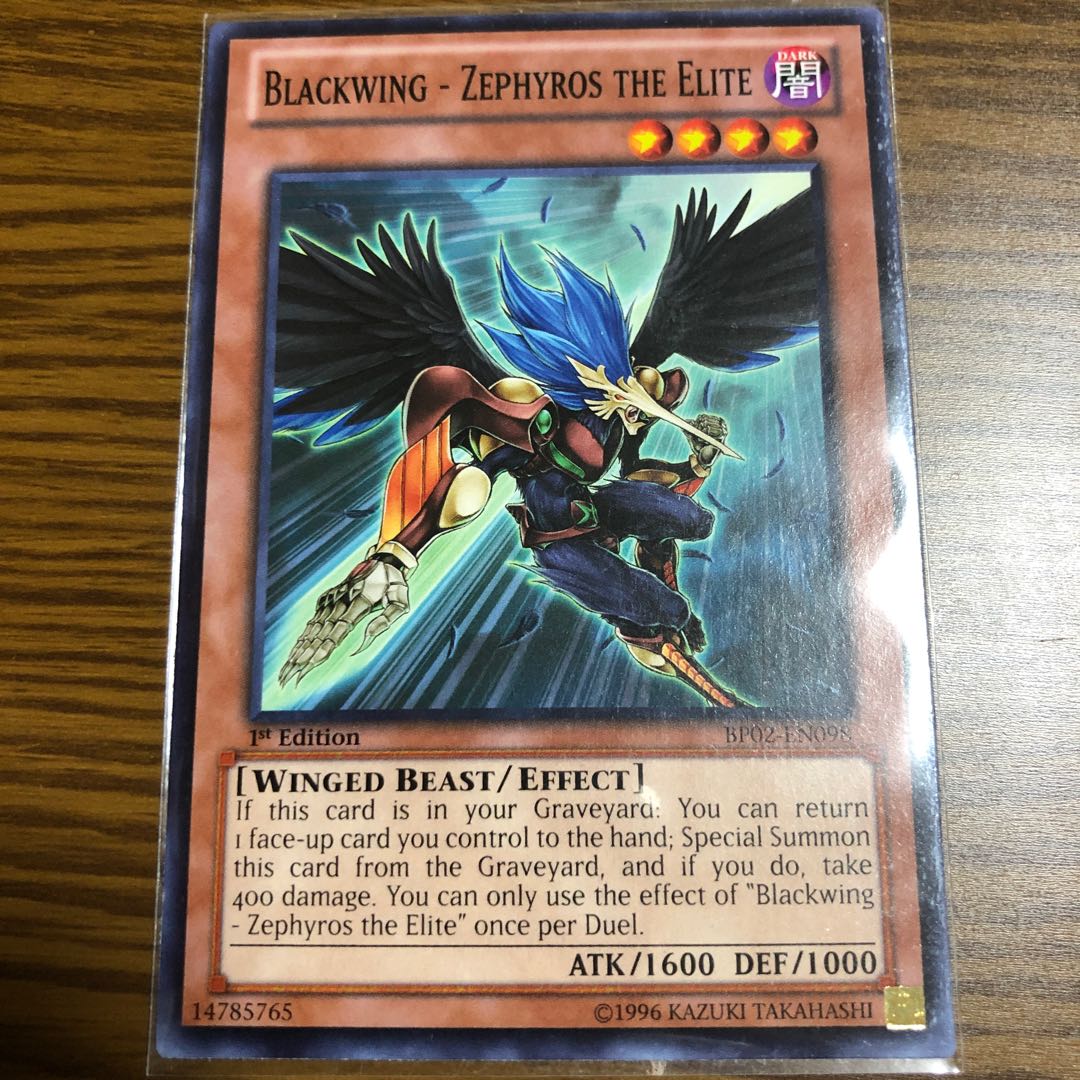 BLACKWING - ZEPHYROS THE ELITE
DARK
闇
1st Edition
BP02-EN098
[WINGED BEAST/EFFECT]
If this card is in your Graveyard: You can return
1 face-up card you control to the hand; Special Summon
this card from the Graveyard, and if you do, take
400 damage. You can only use the effect of "Blackwing
- Zephyros the Elite" once per Duel.
ATK/1600 DEF/1000
14785765
©1996 KAZUKI TAKAHASHI